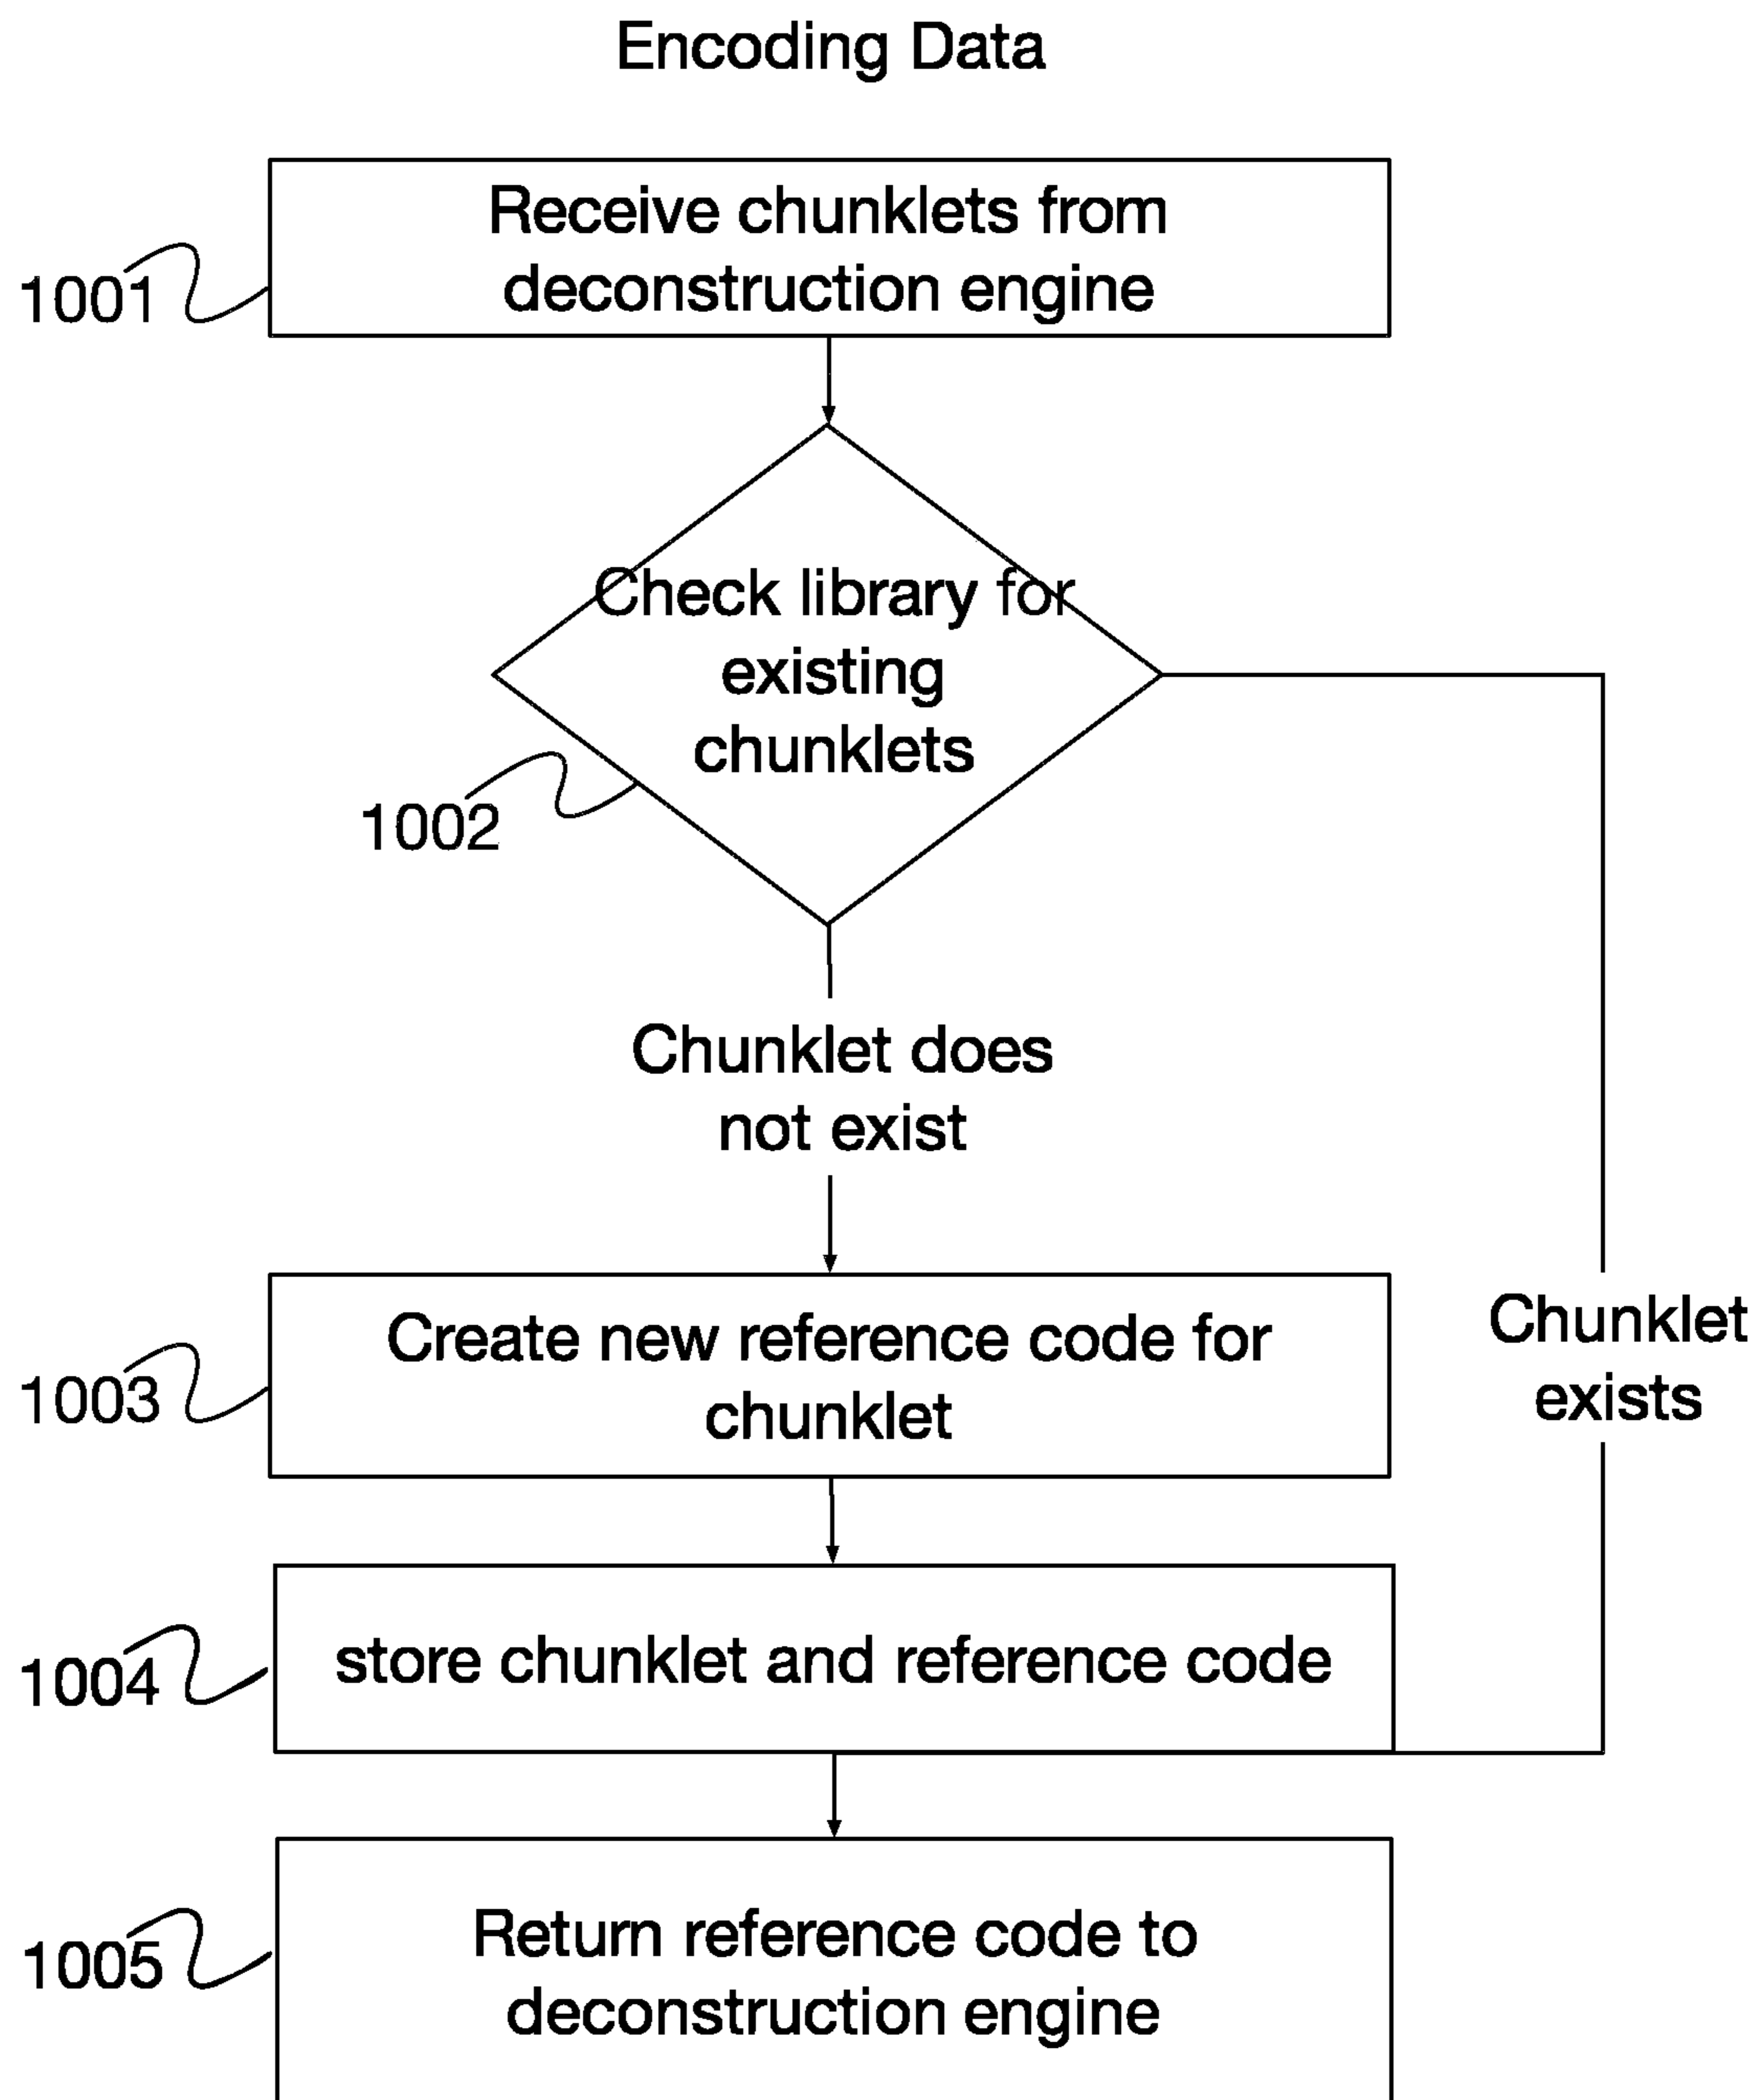 Encoding Data
Receive chunklets from
deconstruction engine
1001
Check library for
existing
chunklets
1002
Chunklet does
not exist
Create new reference code for
chunklet
1003
Chunklet
exists
store chunklet and reference code
1004
Return reference code to
deconstruction engine
1005